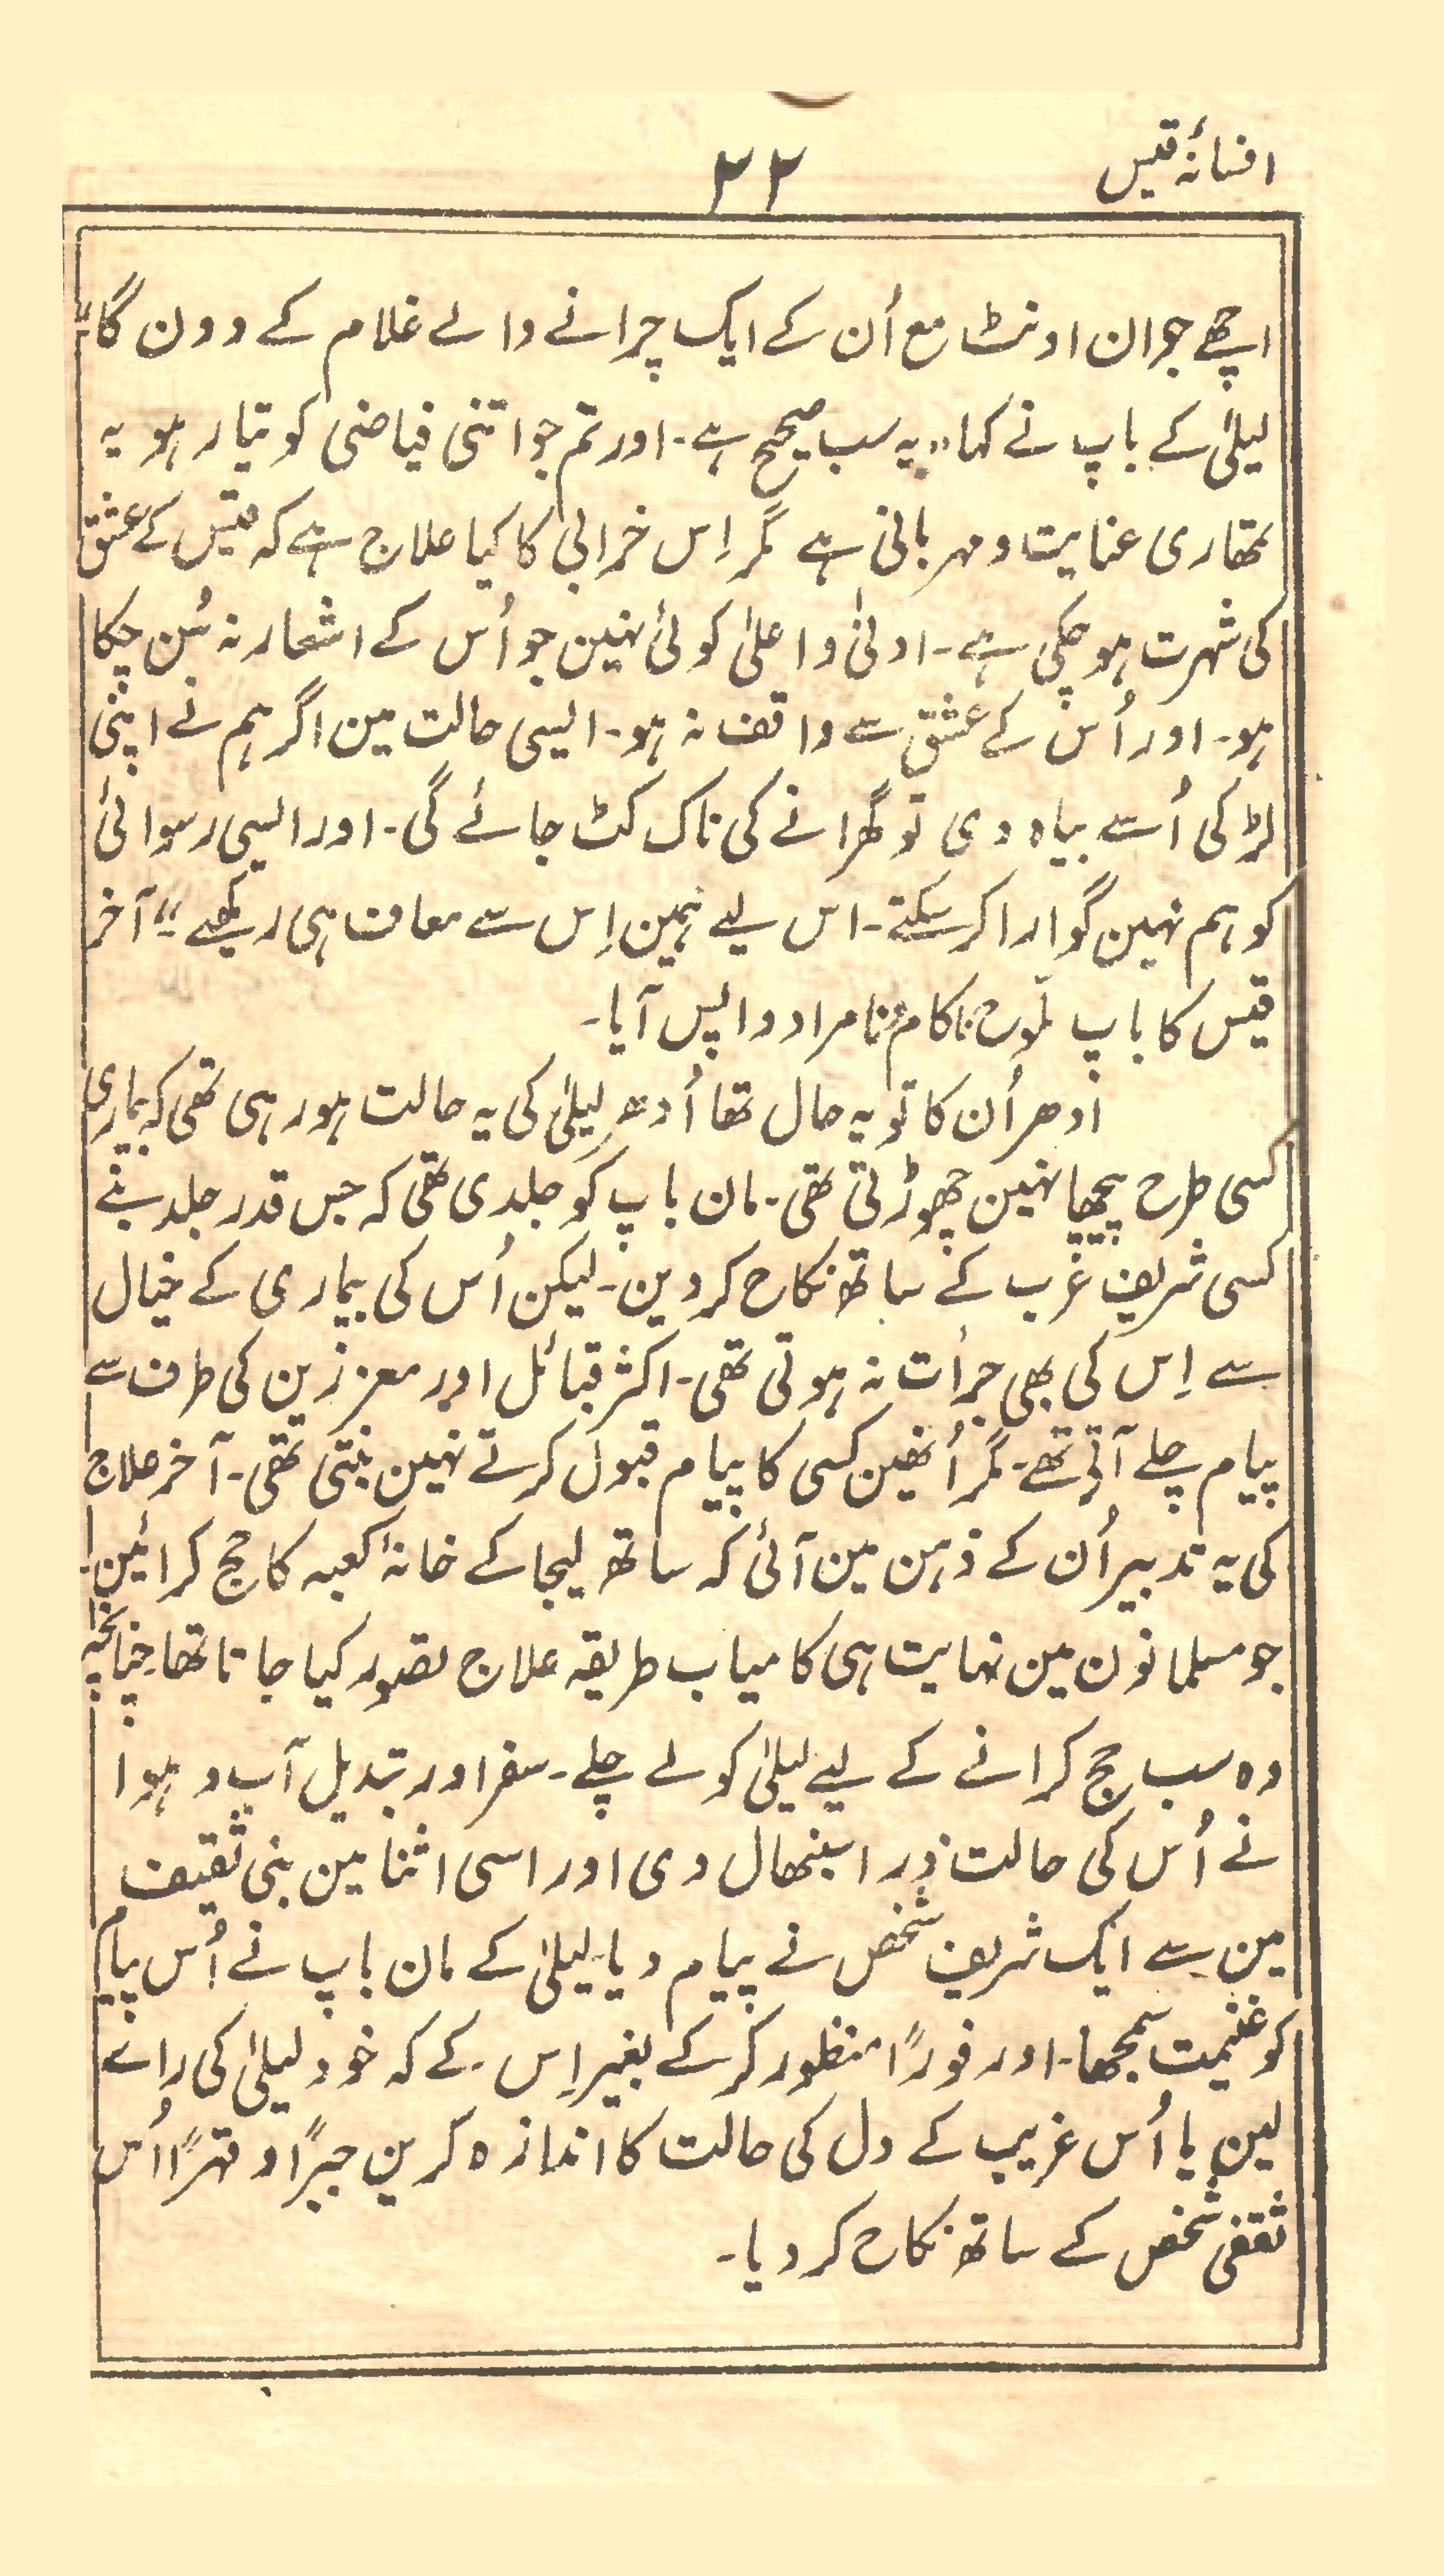 افسانۂ قیس
۲۲
اچھے جوان اونٹ مع اُن کے ایک چرانے والے غلام کے دون گا"
لیلیٰ کے باپ نے کہا "یہ سب صحیح ہے۔ اور تم جو اتنی فیاضی کو تیار ہو یہ
تمھاری عنایت و مہربانی ہے مگر اِس خرابی کا کیا علاج ہے کہ قیس کے عشق
کی شہرت ہو چکی ہے۔ ادنیٰ و اعلیٰ کوئی نہین جو اُس کے اشعار نہ سُن چکا
ہو۔ اور اُس کے عشق سے واقف نہ ہو۔ ایسی حالت مین اگر ہم نے اپنی
لڑکی اُسے بیاہ دی تو گھرانے کی ناک کٹ جائے گی۔ اور ایسی رسوائی
کو ہم نہین گوارا کر سکتے۔ اس لیے ہمین اِس سے معاف ہی رکھیے" آخر
قیس کا باپ ملّوح ناکام و نامراد واپس آیا۔
اِدھر اُن کا تو یہ حال تھا اُدھر لیلیٰ کی یہ حالت ہو رہی تھی کہ بیماری
کسی طرح پیچھا نہین چھوڑتی تھی۔ مان باپ کو جلدی تھی کہ جس قدر جلد بنے
کسی شریف عرب کے ساتھ نکاح کر دین۔ لیکن اُس کی بیماری کے خیال
سے اِس کی بھی جرأت نہ ہوتی تھی۔ اکثر قبائل اور معززین کی طرف سے
پیام چلے آتے تھے۔ مگر اُنھین کسی کا پیام قبول کرتے نہین بنتی تھی۔ آخر علاج
کی یہ تدبیر اُن کے ذہن مین آئی کہ ساتھ لیجا کے خانۂ کعبہ کا حج کرائین۔
جو مسلمانون مین نہایت ہی کامیاب طریقہ علاج تصور کیا جاتا تھا۔ چنانچہ
وہ سب حج کرانے کے لیے لیلیٰ کو لے چلے۔ سفر اور تبدیل آب و ہوا
نے اُس کی حالت ذرا سنبھال دی اور اسی اثنا مین بنی ثقیف
مین سے ایک شریف شخص نے پیام دیا۔ لیلیٰ کے مان باپ نے اُس پیام
کو غنیمت سمجھا۔ اور فوراً منظور کر کے بغیر اِس کے کہ خود لیلیٰ کی راے
لین یا اُس غریب کے دل کی حالت کا اندازہ کرین جبراً و قہراً اُس
ثقفی شخص کے ساتھ نکاح کر دیا۔